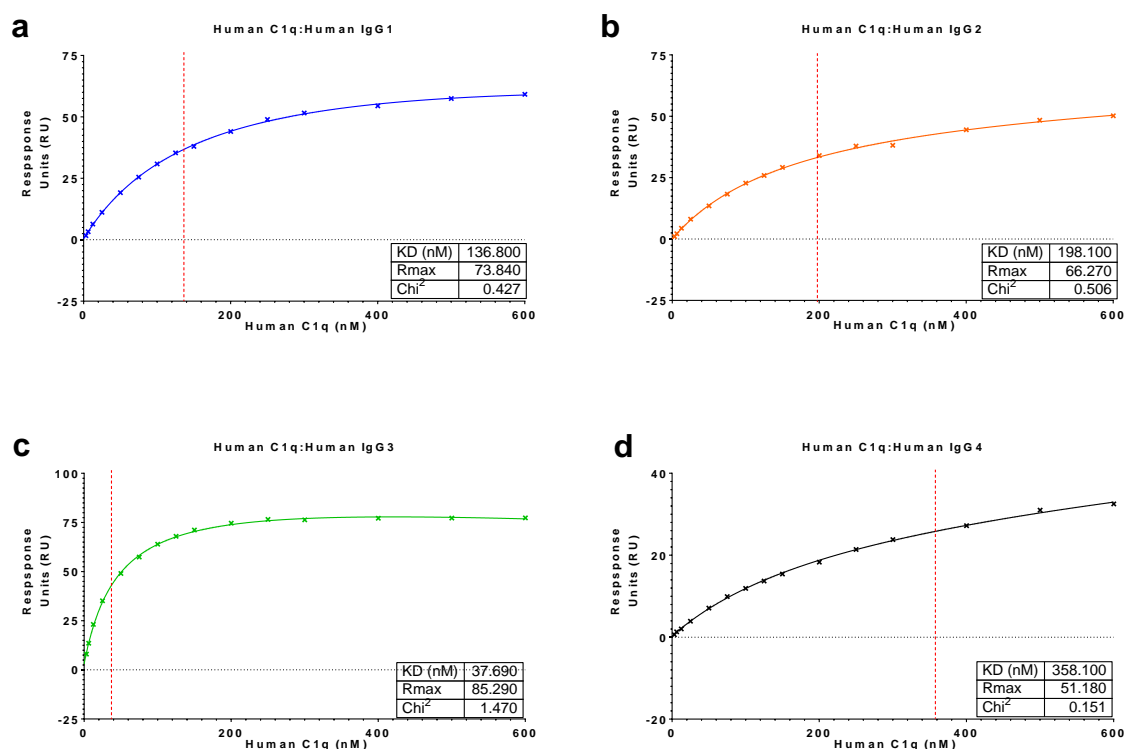 a
Human C1q:Human IgG1
Respsponse
Units (RU)
75
50
25
0
-25
KD (nM) 136.800
Rmax 73.840
Chi2 0.427
0 200 400 600
Human C1q (nM)
b
Human C1q:Human IgG2
Respsponse
Units (RU)
75
50
25
0
-25
KD (nM) 198.100
Rmax 66.270
Chi2 0.506
0 200 400 600
Human C1q (nM)
c
Human C1q:Human IgG3
Respsponse
Units (RU)
100
75
50
25
0
-25
KD (nM) 37.690
Rmax 85.290
Chi2 1.470
0 200 400 600
Human C1q (nM)
d
Human C1q:Human IgG4
Respsponse
Units (RU)
40
20
0
-20
KD (nM) 358.100
Rmax 51.180
Chi2 0.151
0 200 400 600
Human C1q (nM)